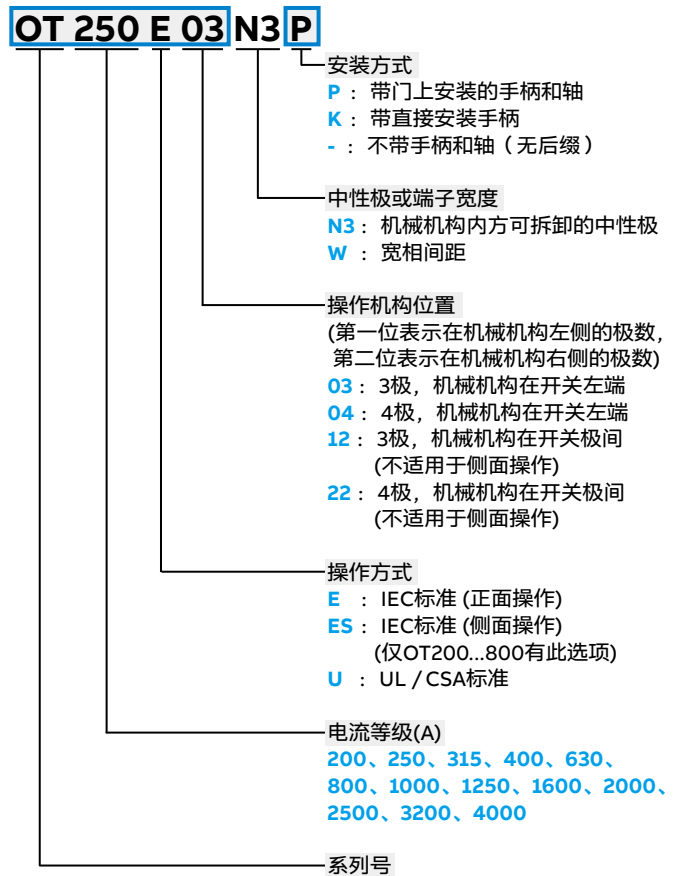 OT 250 E 03 N3 P
安装方式
P : 带门上安装的手柄和轴
K : 带直接安装手柄
- : 不带手柄和轴（无后缀）
中性极或端子宽度
N3 : 机械机构内方可拆卸的中性极
W : 宽相间距
操作机构位置
(第一位表示在机械机构左侧的极数，
第二位表示在机械机构右侧的极数)
03 : 3极，机械机构在开关左端
04 : 4极，机械机构在开关左端
12 : 3极，机械机构在开关极间
(不适用于侧面操作)
22 : 4极，机械机构在开关极间
(不适用于侧面操作)
操作方式
E : IEC标准 (正面操作)
ES : IEC标准 (侧面操作)
(仅OT200...800有此选项)
U : UL / CSA标准
电流等级(A)
200、250、315、400、630、
800、1000、1250、1600、2000、
2500、3200、4000
系列号